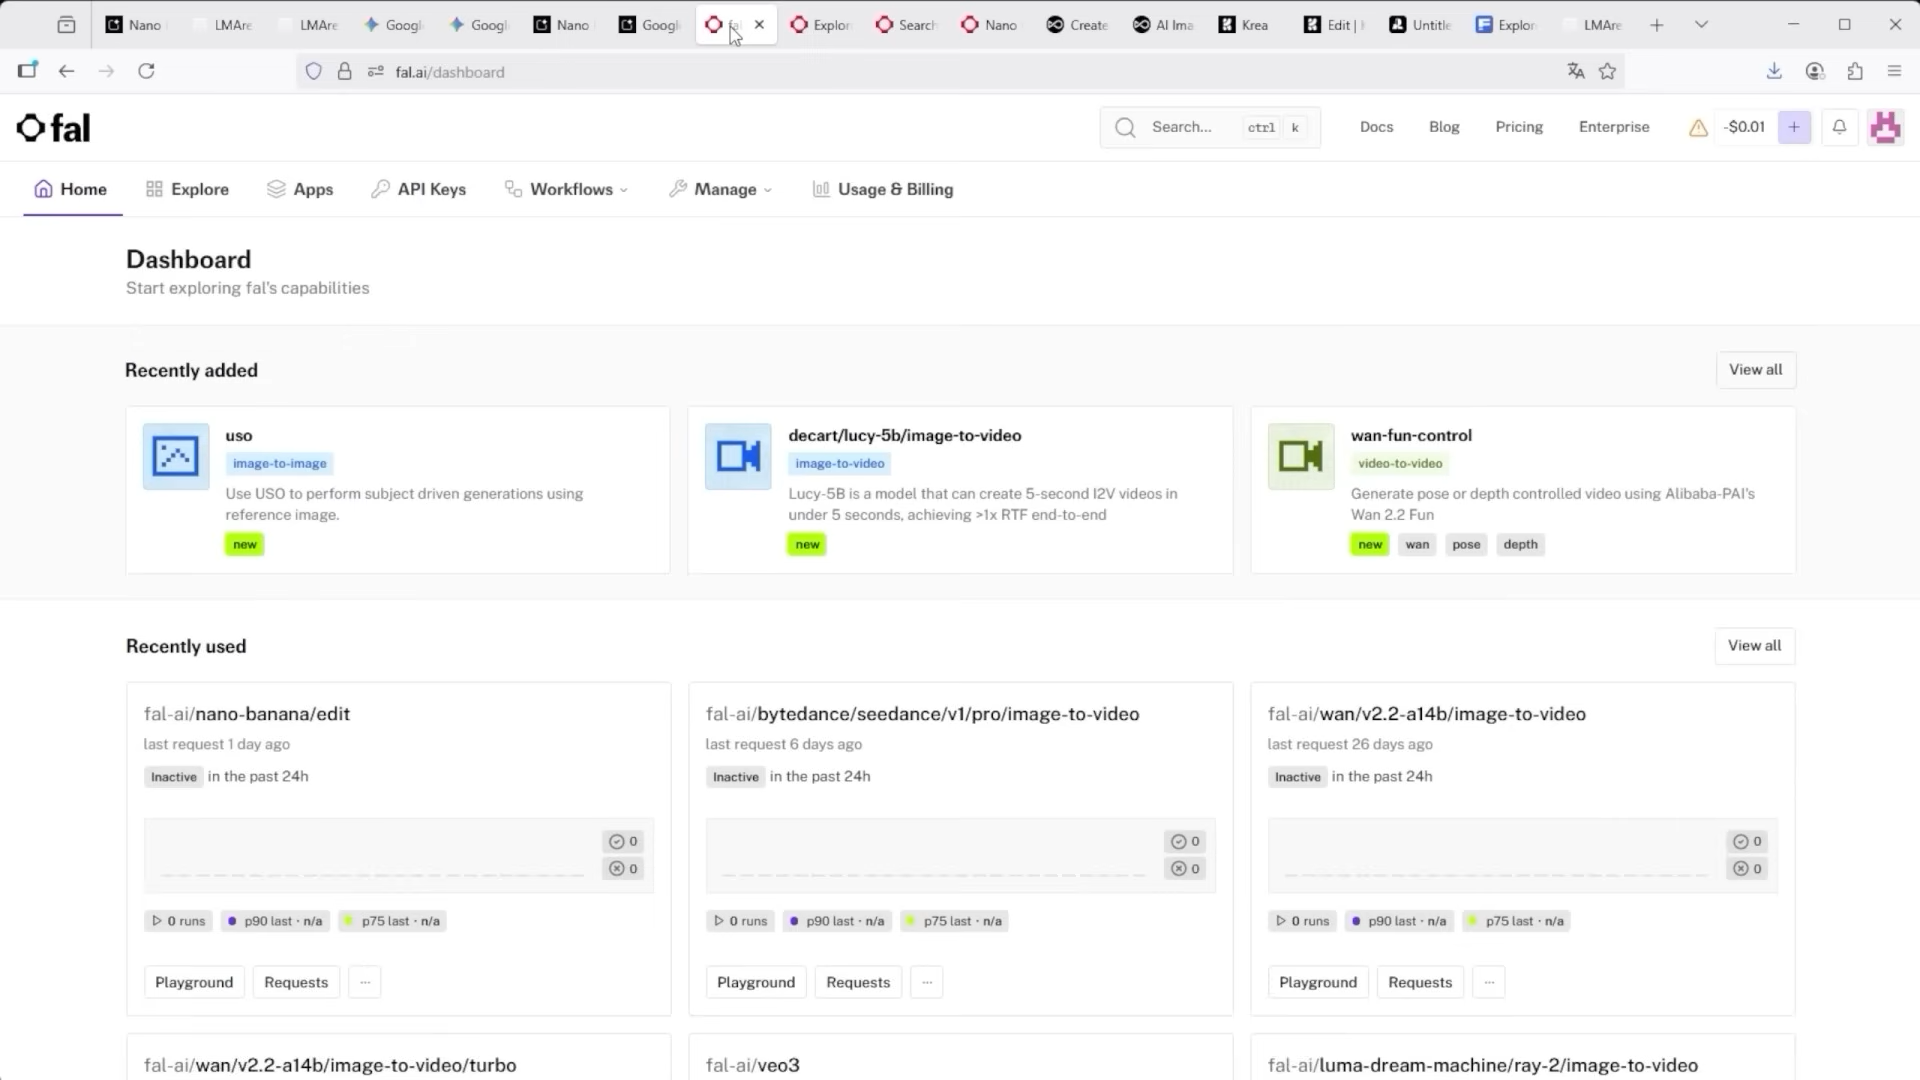 Nano
LMAre
LMAre
Googl
Googl
Nano
Googl
Explor
Search
Nano
Create
AI Ima
Krea
Edit |
Untitle
Explor
LMAre
fal.ai/dashboard
fal
Search... ctrl k
Docs
Blog
Pricing
Enterprise
-$0.01
Home
Explore
Apps
API Keys
Workflows
Manage
Usage & Billing
Dashboard
Start exploring fal's capabilities
Recently added
View all
uso
image-to-image
Use USO to perform subject driven generations using
reference image.
new
decart/lucy-5b/image-to-video
image-to-video
Lucy-5B is a model that can create 5-second I2V videos in
under 5 seconds, achieving >1x RTF end-to-end
new
wan-fun-control
video-to-video
Generate pose or depth controlled video using Alibaba-PAI's
Wan 2.2 Fun
new wan pose depth
Recently used
View all
fal-ai/nano-banana/edit
last request 1 day ago
Inactive in the past 24h
0
0
0 runs p90 last · n/a p75 last · n/a
Playground Requests ...
fal-ai/bytedance/seedance/v1/pro/image-to-video
last request 6 days ago
Inactive in the past 24h
0
0
0 runs p90 last · n/a p75 last · n/a
Playground Requests ...
fal-ai/wan/v2.2-a14b/image-to-video
last request 26 days ago
Inactive in the past 24h
0
0
0 runs p90 last · n/a p75 last · n/a
Playground Requests ...
fal-ai/wan/v2.2-a14b/image-to-video/turbo
fal-ai/veo3
fal-ai/luma-dream-machine/ray-2/image-to-video